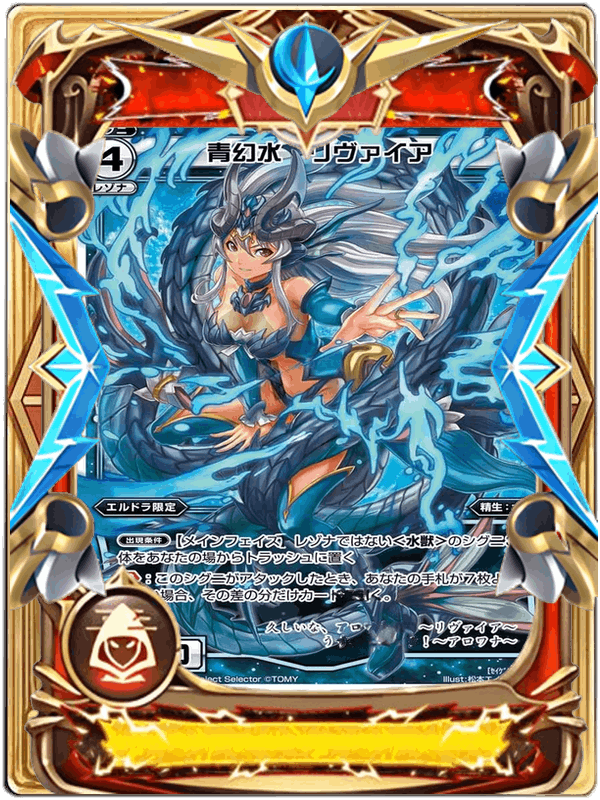 4
青幻水 リヴァイア
レゾナ
エルドラ限定
精生:
出現条件 【メインフェイズ】 レゾナではない<水獣>のシグニ
体をあなたの場からトラッシュに置く
:このシグニがアタックしたとき、あなたの手札が7枚
場合、その差の分だけカード く。
久しいな、アロ ～リヴァイア～
う !～アロワナ～
lect Selector ©TOMY
Illust:松本エ